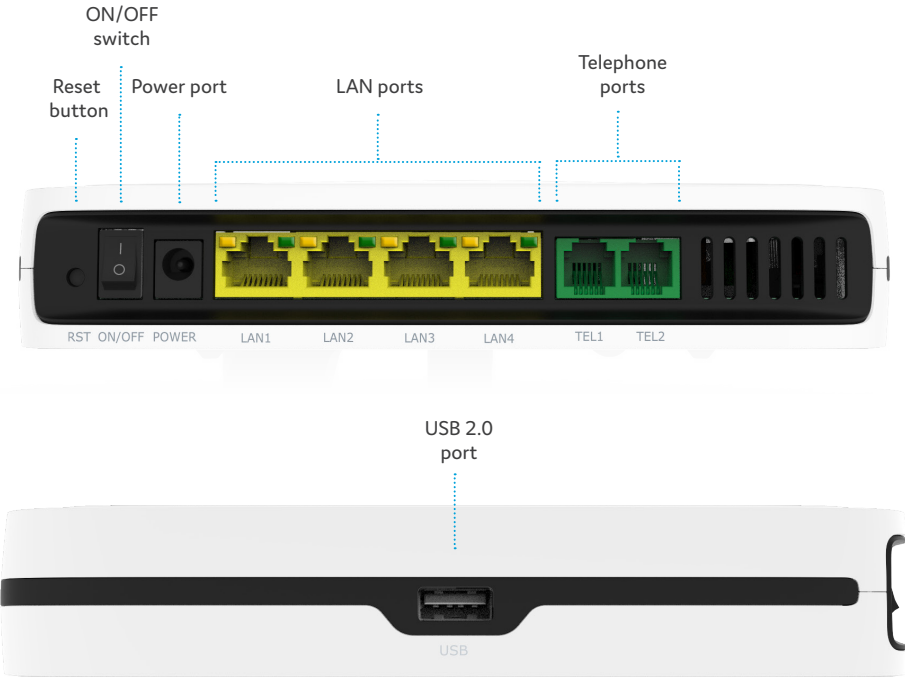 ON/OFF
switch
Reset
button
Power port
LAN ports
Telephone
ports
RST ON/OFF POWER LAN1 LAN2 LAN3 LAN4 TEL1 TEL2
USB 2.0
port
USB